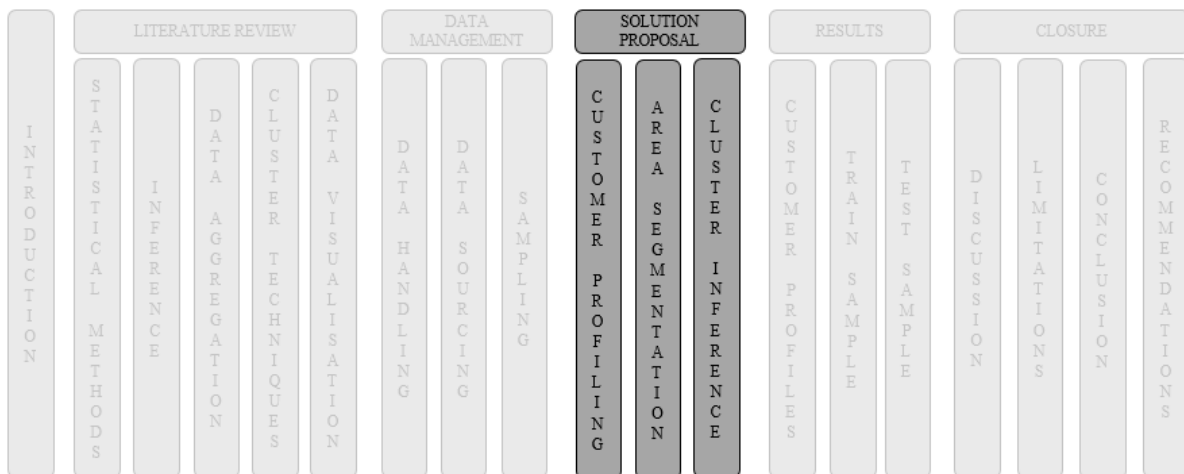 INTRODUCTION
LITERATURE REVIEW
STATISTICAL METHODS
INFERENCE
DATA AGGREGATION
CLUSTER TECHNIQUES
DATA VISUALISATION
DATA
MANAGEMENT
DATA HANDLING
DATA SOURCING
SAMPLING
SOLUTION
PROPOSAL
CUSTOMER PROFILING
AREA SEGMENTATION
CLUSTER INFERENCE
RESULTS
CUSTOMER PROFILES
TRAIN SAMPLE
TEST SAMPLE
CLOSURE
DISCUSSION
LIMITATIONS
CONCLUSION
RECOMMENDATIONS